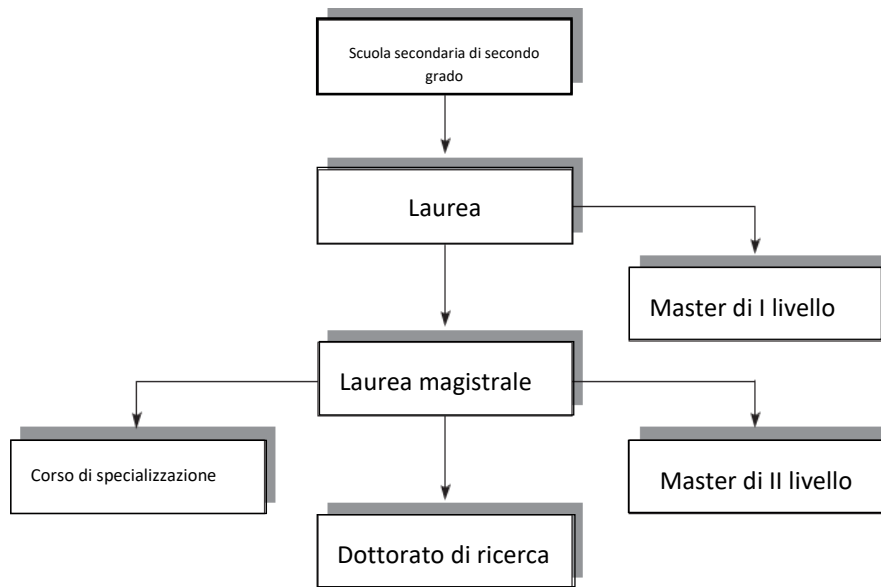 Scuola secondaria di secondo
grado
Laurea
Master di I livello
Laurea magistrale
Corso di specializzazione
Master di II livello
Dottorato di ricerca